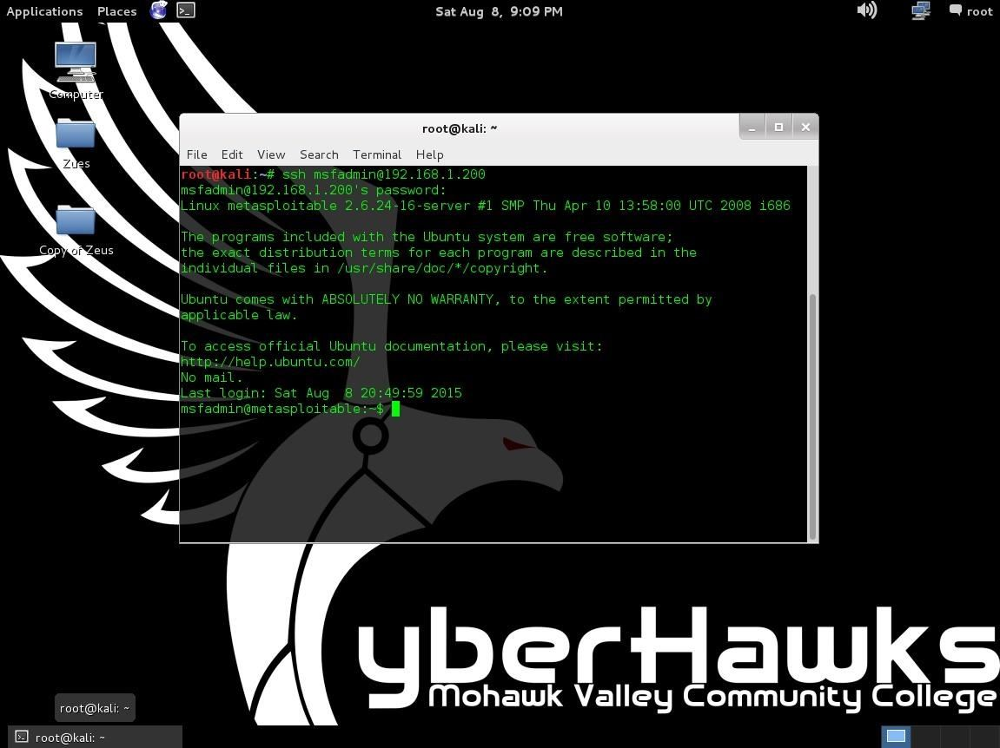 Applications Places Sat Aug 8, 9:09 PM root
Computer
Zues
Copy of Zeus
root@kali: ~
File Edit View Search Terminal Help
root@kali:~# ssh msfadmin@192.168.1.200
msfadmin@192.168.1.200's password:
Linux metasploitable 2.6.24-16-server #1 SMP Thu Apr 10 13:58:00 UTC 2008 i686
The programs included with the Ubuntu system are free software;
the exact distribution terms for each program are described in the
individual files in /usr/share/doc/*/copyright.
Ubuntu comes with ABSOLUTELY NO WARRANTY, to the extent permitted by
applicable law.
To access official Ubuntu documentation, please visit:
http://help.ubuntu.com/
No mail.
Last login: Sat Aug  8 20:49:59 2015
msfadmin@metasploitable:~$
yberHawks
Mohawk Valley Community College
root@kali: ~
root@kali: ~